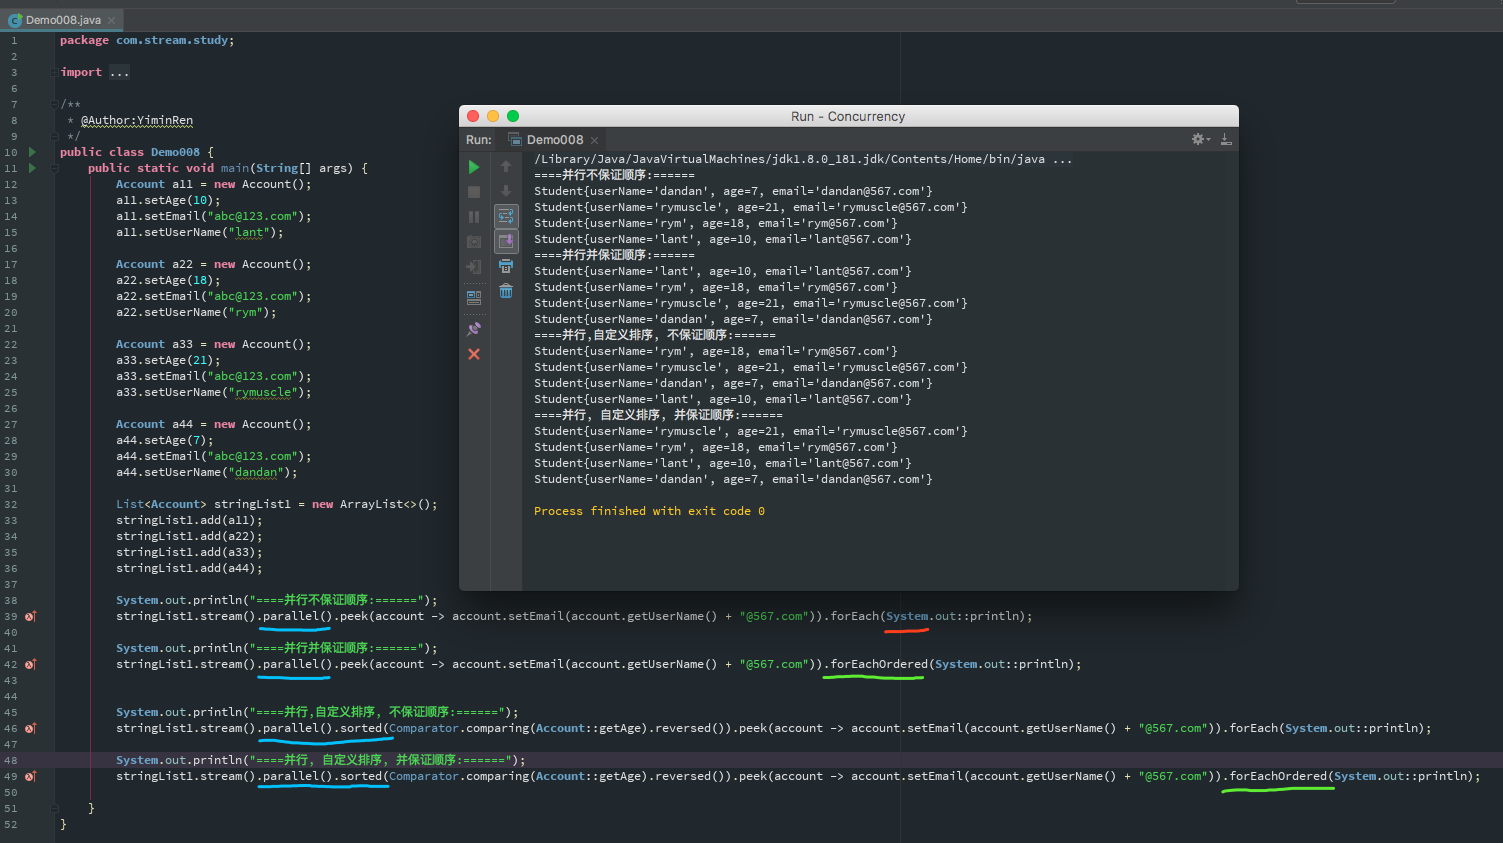 Demo008.java
1 package com.stream.study;
2
3 import ...
6
7 /**
8 * @Author:YiminRen
9 */
10 public class Demo008 {
11 public static void main(String[] args) {
12 Account a11 = new Account();
13 a11.setAge(10);
14 a11.setEmail("abc@123.com");
15 a11.setUserName("lant");
16
17 Account a22 = new Account();
18 a22.setAge(18);
19 a22.setEmail("abc@123.com");
20 a22.setUserName("rym");
21
22 Account a33 = new Account();
23 a33.setAge(21);
24 a33.setEmail("abc@123.com");
25 a33.setUserName("rymuscle");
26
27 Account a44 = new Account();
28 a44.setAge(7);
29 a44.setEmail("abc@123.com");
30 a44.setUserName("dandan");
31
32 List<Account> stringList1 = new ArrayList<>();
33 stringList1.add(a11);
34 stringList1.add(a22);
35 stringList1.add(a33);
36 stringList1.add(a44);
37
38 System.out.println("====并行不保证顺序:======");
39 stringList1.stream().parallel().peek(account -> account.setEmail(account.getUserName() + "@567.com")).forEach(System.out::println);
40
41 System.out.println("====并行并保证顺序:======");
42 stringList1.stream().parallel().peek(account -> account.setEmail(account.getUserName() + "@567.com")).forEachOrdered(System.out::println);
43
44
45 System.out.println("====并行,自定义排序, 不保证顺序:======");
46 stringList1.stream().parallel().sorted(Comparator.comparing(Account::getAge).reversed()).peek(account -> account.setEmail(account.getUserName() + "@567.com")).forEach(System.out::println);
47
48 System.out.println("====并行, 自定义排序, 并保证顺序:======");
49 stringList1.stream().parallel().sorted(Comparator.comparing(Account::getAge).reversed()).peek(account -> account.setEmail(account.getUserName() + "@567.com")).forEachOrdered(System.out::println);
50
51 }
52 }
Run - Concurrency
Run: Demo008
/Library/Java/JavaVirtualMachines/jdk1.8.0_181.jdk/Contents/Home/bin/java ...
====并行不保证顺序:======
Student{userName='dandan', age=7, email='dandan@567.com'}
Student{userName='rymuscle', age=21, email='rymuscle@567.com'}
Student{userName='rym', age=18, email='rym@567.com'}
Student{userName='lant', age=10, email='lant@567.com'}
====并行并保证顺序:======
Student{userName='lant', age=10, email='lant@567.com'}
Student{userName='rym', age=18, email='rym@567.com'}
Student{userName='rymuscle', age=21, email='rymuscle@567.com'}
Student{userName='dandan', age=7, email='dandan@567.com'}
====并行,自定义排序, 不保证顺序:======
Student{userName='rym', age=18, email='rym@567.com'}
Student{userName='rymuscle', age=21, email='rymuscle@567.com'}
Student{userName='dandan', age=7, email='dandan@567.com'}
Student{userName='lant', age=10, email='lant@567.com'}
====并行, 自定义排序, 并保证顺序:======
Student{userName='rymuscle', age=21, email='rymuscle@567.com'}
Student{userName='rym', age=18, email='rym@567.com'}
Student{userName='lant', age=10, email='lant@567.com'}
Student{userName='dandan', age=7, email='dandan@567.com'}
Process finished with exit code 0